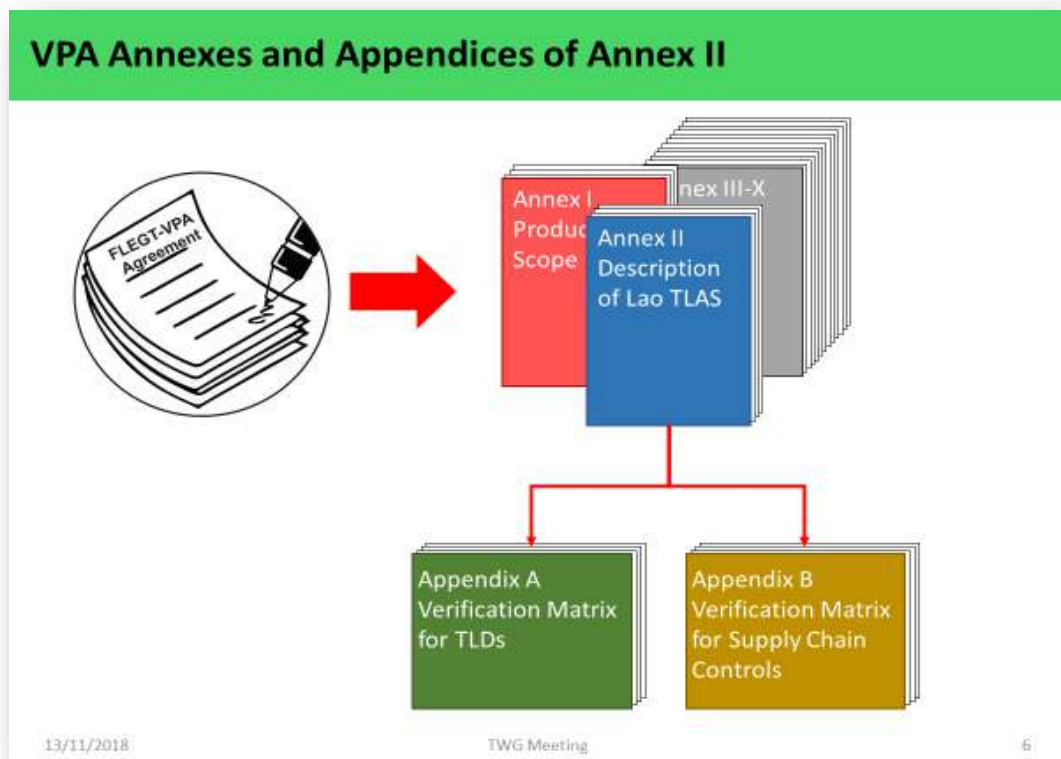 VPA Annexes and Appendices of Annex II
FLEGT-VPA
Agreement
Annex I
Produc
Scope
nex III-X
Annex II
Description
of Lao TLAS
Appendix A
Verification Matrix
for TLDs
Appendix B
Verification Matrix
for Supply Chain
Controls
13/11/2018
TWG Meeting
6